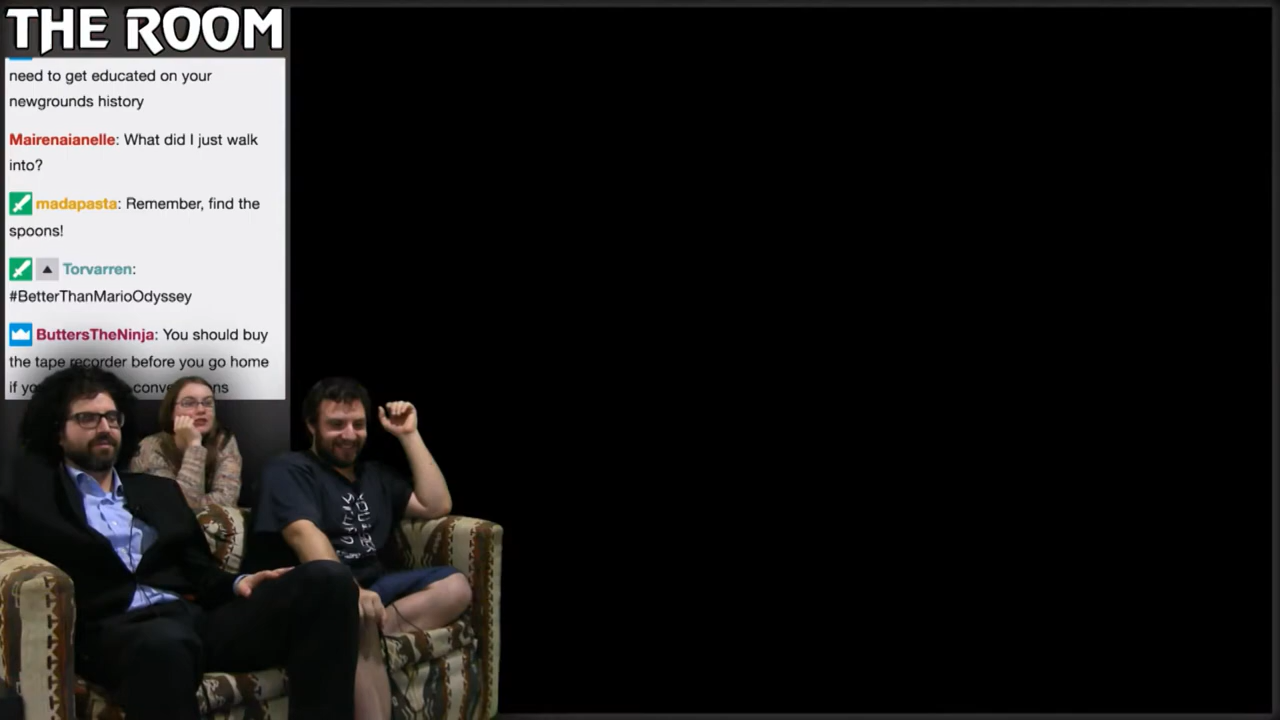 THE ROOM
need to get educated on your
newgrounds history
Mairenaianelle: What did I just walk
into?
madapasta: Remember, find the
spoons!
Torvarren:
#BetterThanMarioOdyssey
ButtersTheNinja: You should buy
the tape recorder before you go home
if